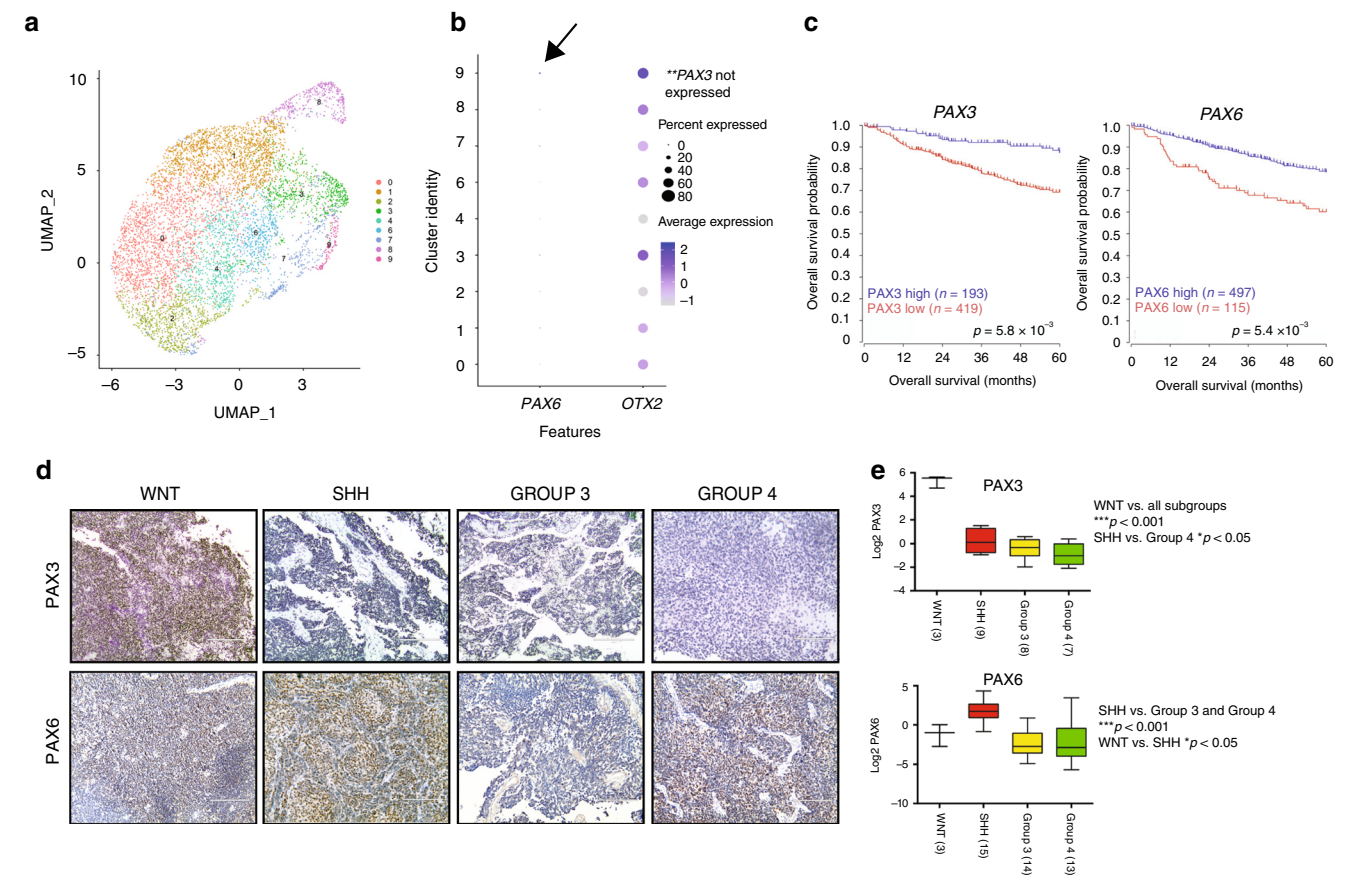 a
10
5
0
−5
UMAP_2
−6
−3
0
3
UMAP_1
0
1
2
3
4
6
7
8
9
0
1
2
3
4
6
7
8
9
b
Cluster identity
9
8
7
6
4
3
2
1
0
PAX6
OTX2
Features
**PAX3 not
expressed
Percent expressed
0
20
40
60
80
Average expression
2
1
0
−1
c
PAX3
Overall survival probability
1.0
0.9
0.8
0.7
0.6
0.5
0.4
0.3
0.2
0.1
0
PAX3 high (n = 193)
PAX3 low (n = 419)
p = 5.8 × 10⁻³
0
12
24
36
48
60
Overall survival (months)
PAX6
Overall survival probability
1.0
0.9
0.8
0.7
0.6
0.5
0.4
0.3
0.2
0.1
0
PAX6 high (n = 497)
PAX6 low (n = 115)
p = 5.4 ×10⁻³
0
12
24
36
48
60
Overall survival (months)
d
WNT
SHH
GROUP 3
GROUP 4
PAX3
PAX6
e
PAX3
Log2 PAX3
6
4
2
0
−2
−4
WNT (3)
SHH (9)
Group 3 (8)
Group 4 (7)
WNT vs. all subgroups
***p < 0.001
SHH vs. Group 4 *p < 0.05
PAX6
Log2 PAX6
5
0
−5
−10
WNT (3)
SHH (15)
Group 3 (14)
Group 4 (13)
SHH vs. Group 3 and Group 4
***p < 0.001
WNT vs. SHH *p < 0.05